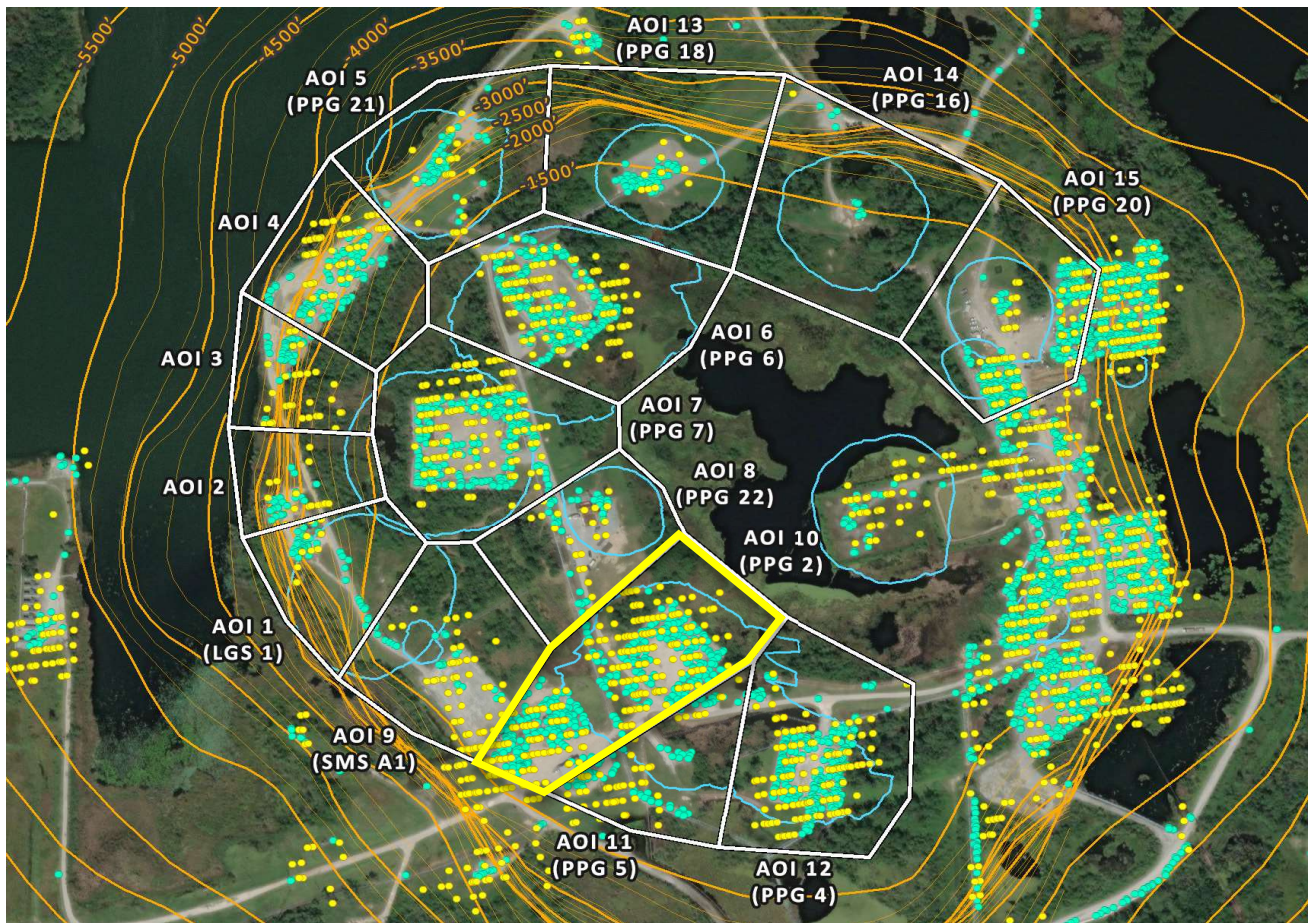 -5500'
-5000'
-4500'
-4000'
-3500'
-3000'
-2500'
-2000'
-1500'
AOI 13
(PPG 18)
AOI 14
(PPG 16)
AOI 5
(PPG 21)
AOI 15
(PPG 20)
AOI 4
AOI 3
AOI 6
(PPG 6)
AOI 7
(PPG 7)
AOI 2
AOI 8
(PPG 22)
AOI 10
(PPG 2)
AOI 1
(LGS 1)
AOI 9
(SMS A1)
AOI 11
(PPG 5)
AOI 12
(PPG 4)